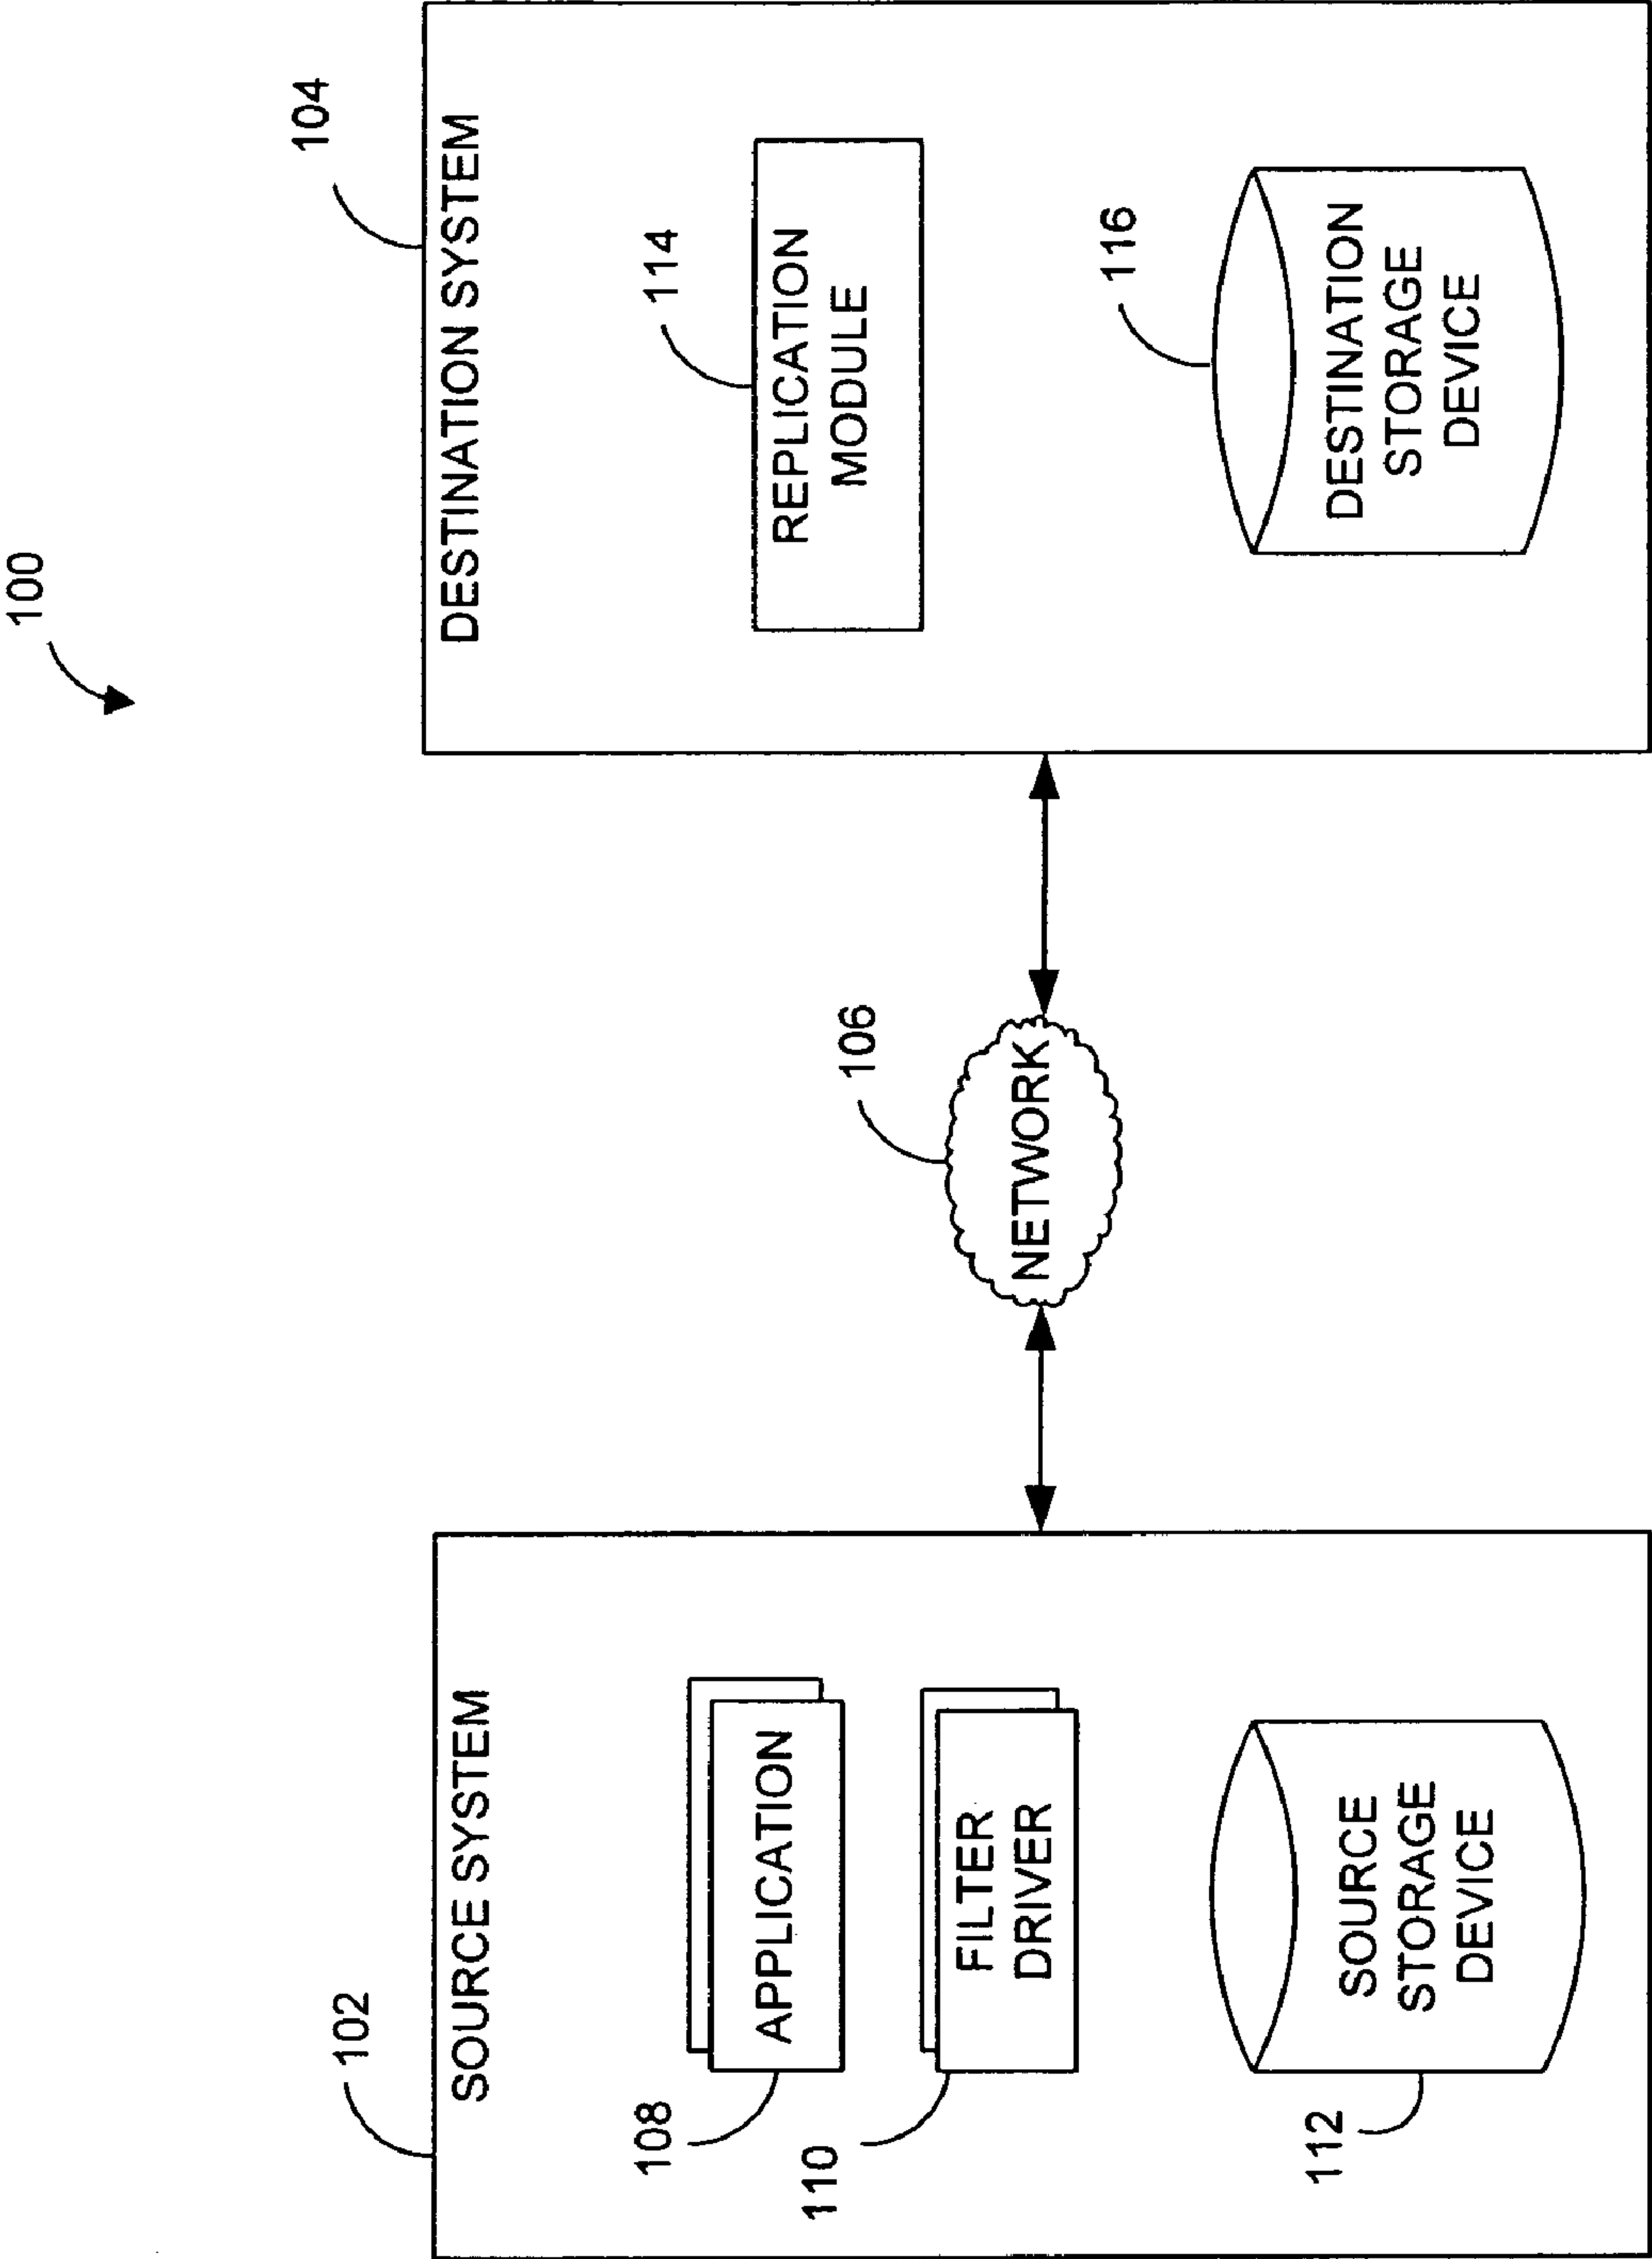 100
102
SOURCE SYSTEM
108
APPLICATION
110
FILTER
DRIVER
112
SOURCE
STORAGE
DEVICE
106
NETWORK
104
DESTINATION SYSTEM
114
REPLICATION
MODULE
116
DESTINATION
STORAGE
DEVICE